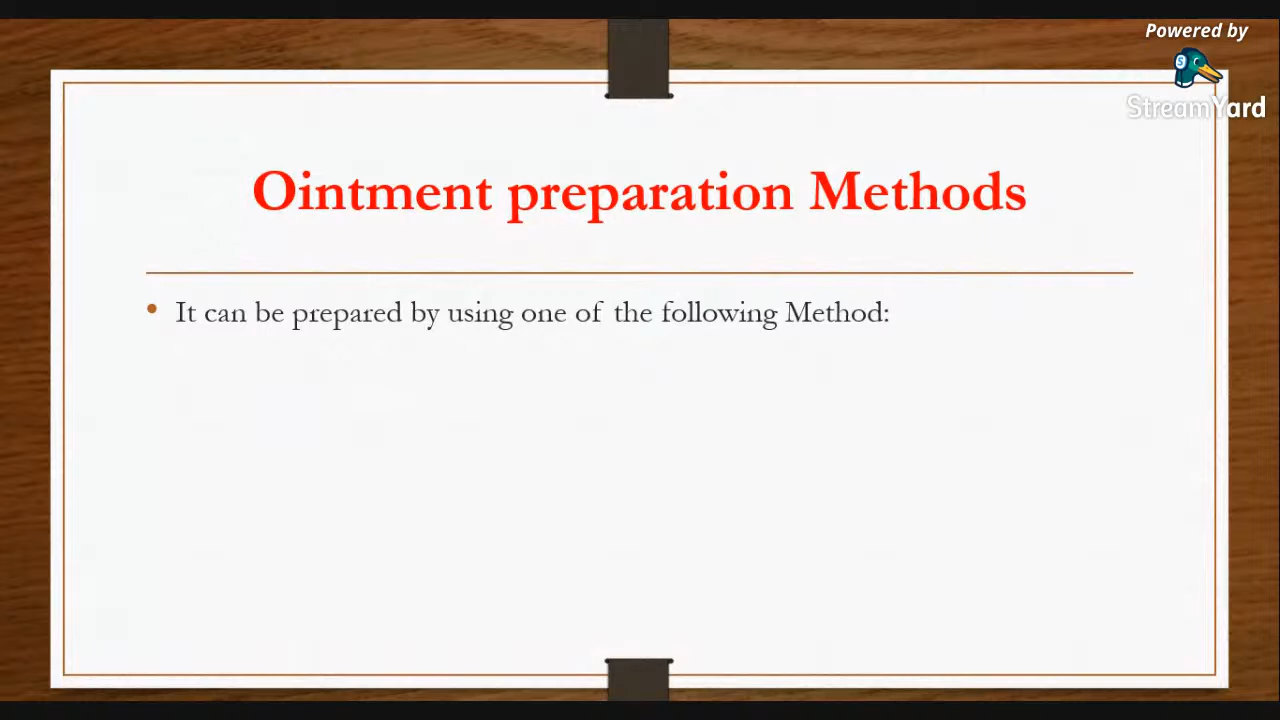 Powered by
StreamYard
Ointment preparation Methods
• It can be prepared by using one of the following Method: